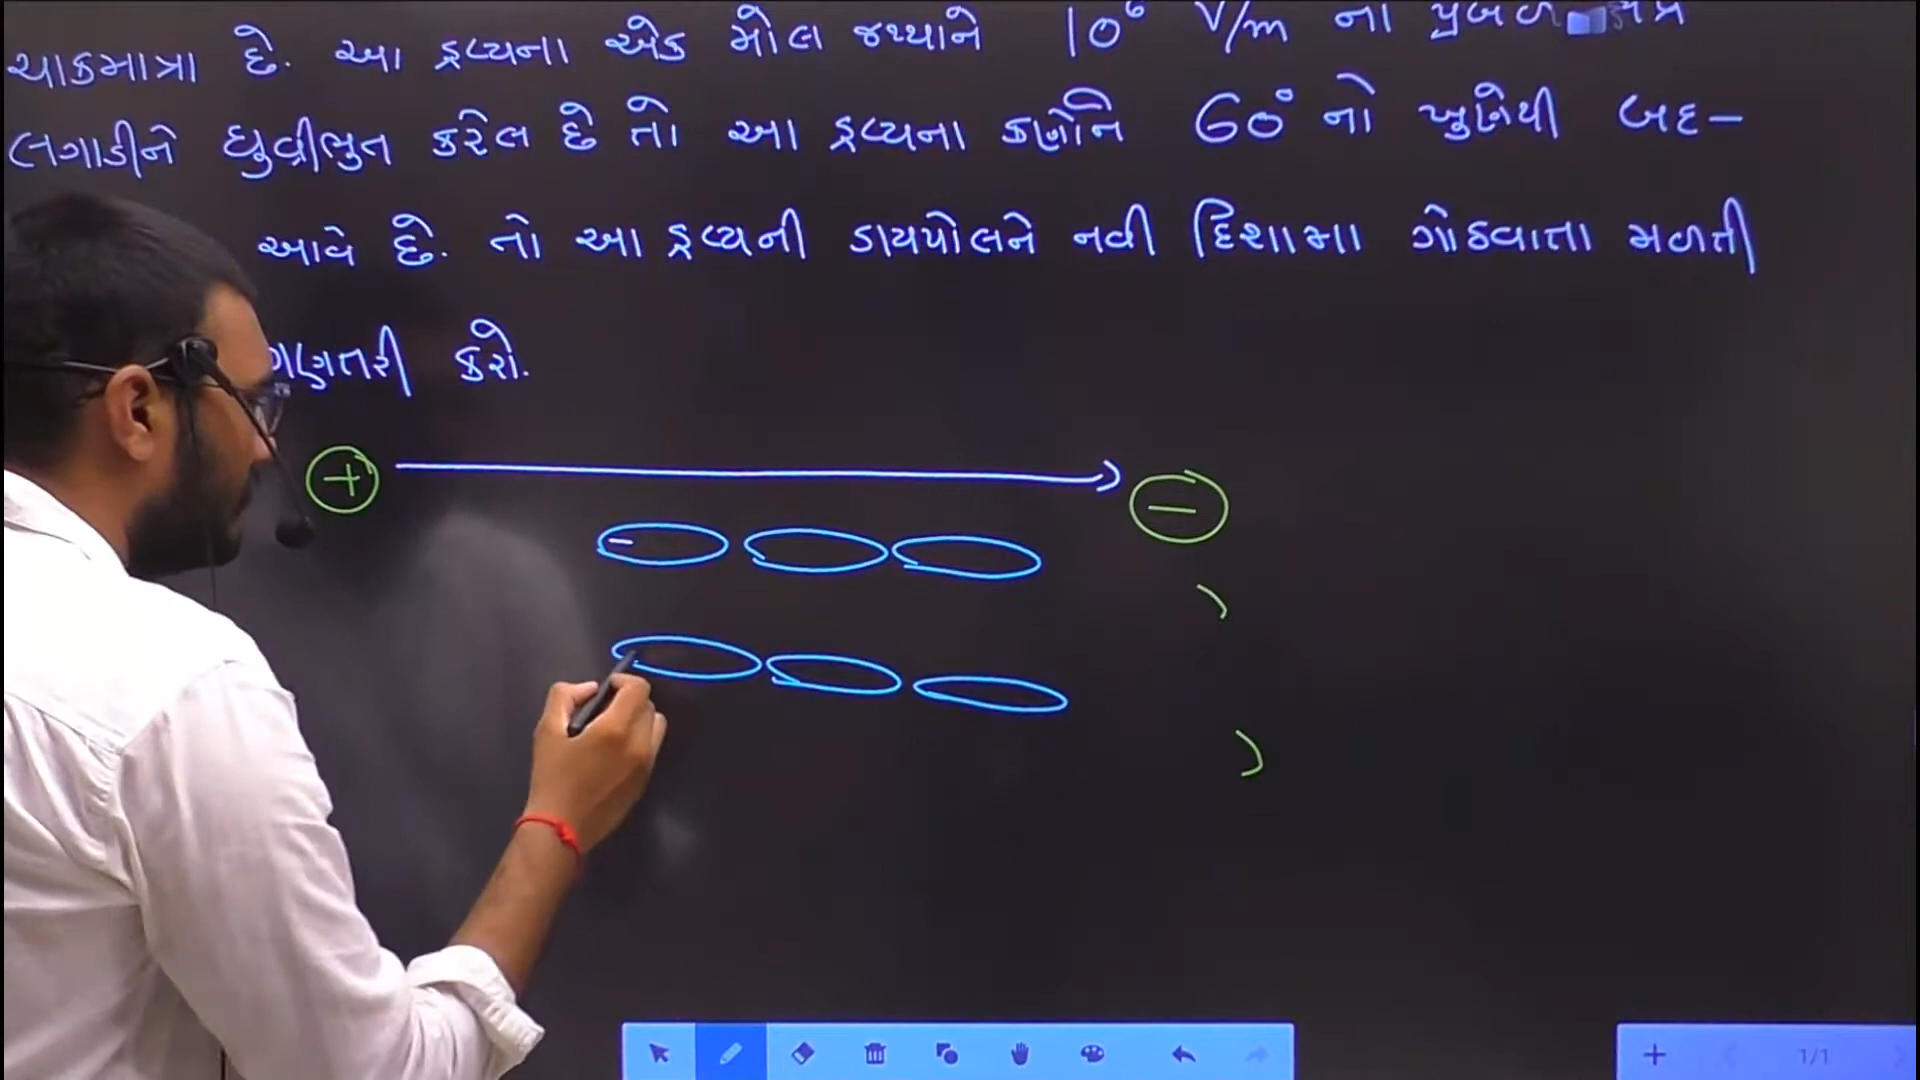 ચાકમાત્રા છે. આ દ્રવ્યના એક મોલ જથ્થાને 10⁶ V/m ના પ્રબળ
લગાડીને ધ્રુવીભુત કરેલ છે તો આ દ્રવ્યના કણોને 60° નો ખુણેથી બદ-
આવે છે. તો આ દ્રવ્યની ડાયપોલને નવી દિશામા ગોઠવાતા મળતી
ગણતરી કરો.
+
−
−
1/1